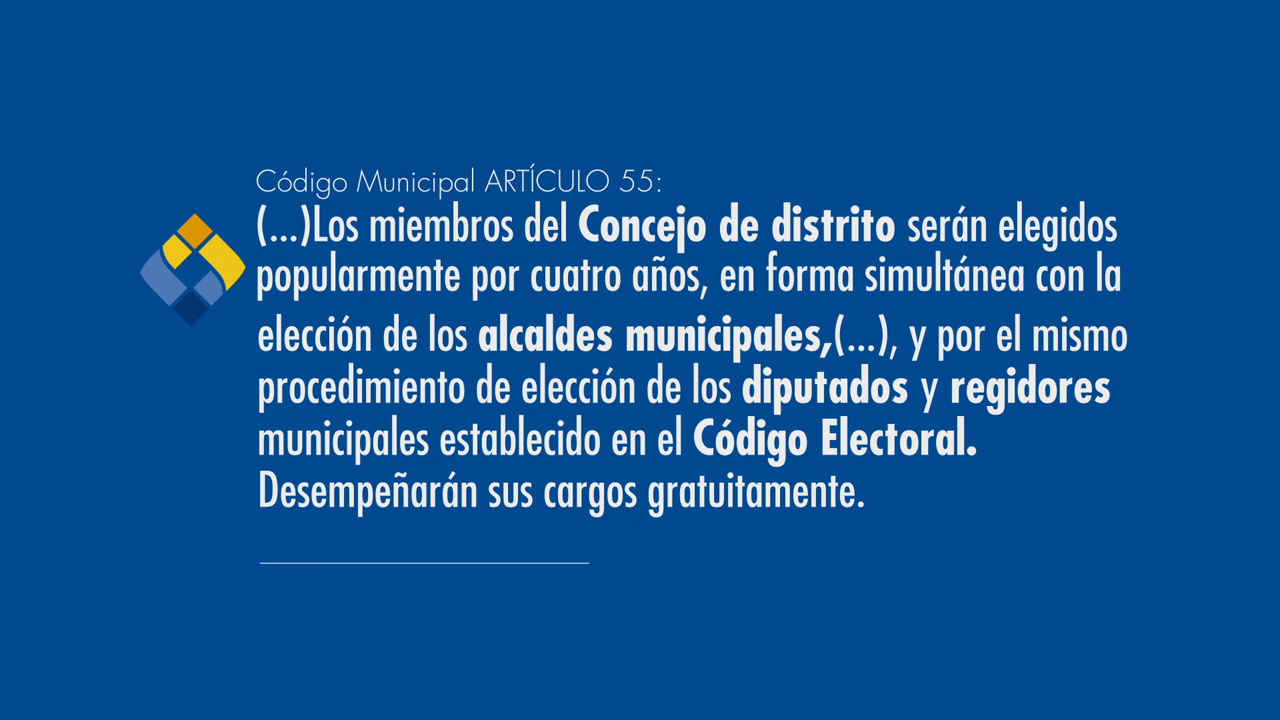 Código Municipal ARTÍCULO 55:
(...)Los miembros del Concejo de distrito serán elegidos
popularmente por cuatro años, en forma simultánea con la
elección de los alcaldes municipales,(...), y por el mismo
procedimiento de elección de los diputados y regidores
municipales establecido en el Código Electoral.
Desempeñarán sus cargos gratuitamente.